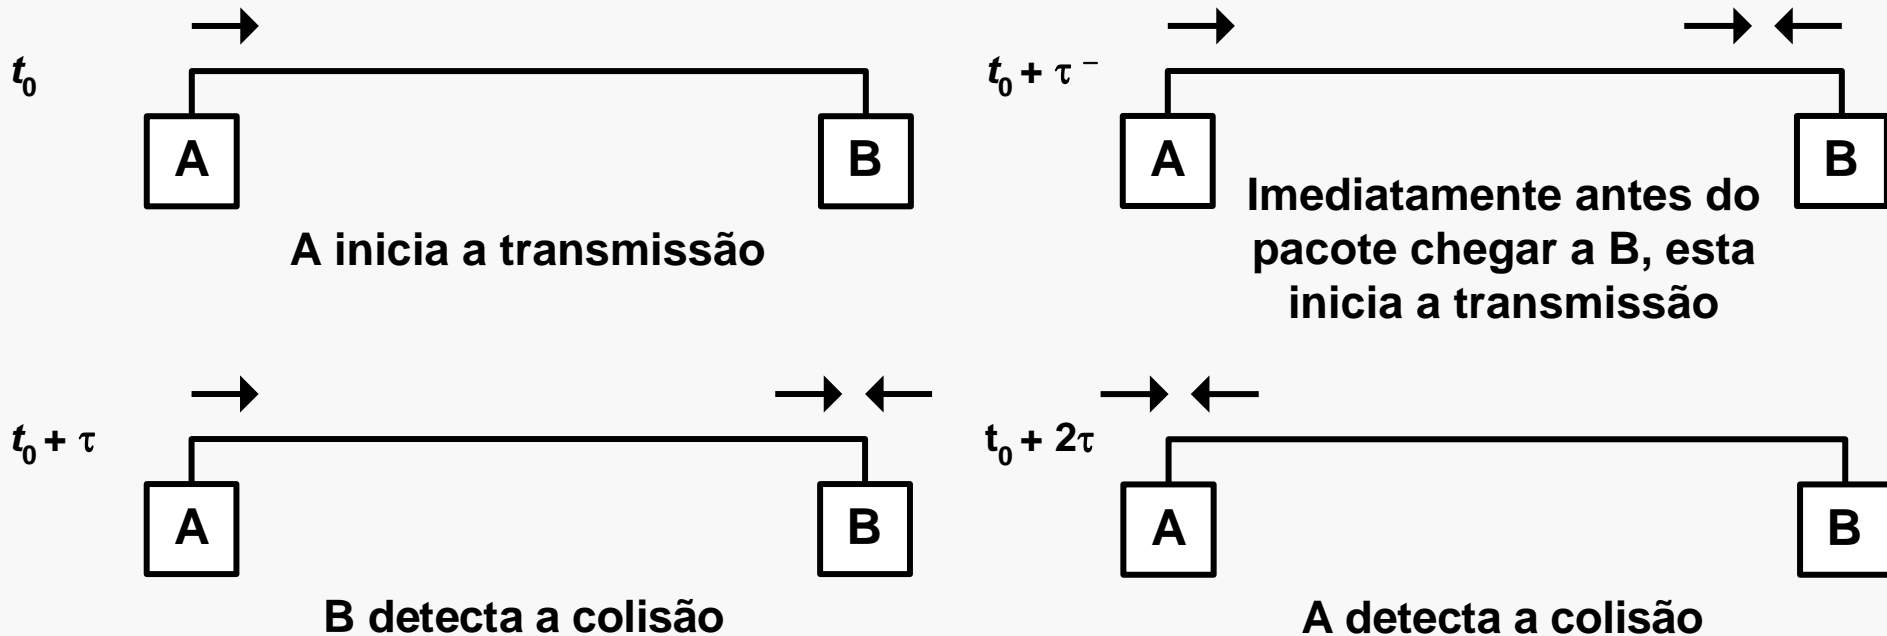 t₀
A
B
A inicia a transmissão
t₀ + τ⁻
A
B
Imediatamente antes do
pacote chegar a B, esta
inicia a transmissão
t₀ + τ
A
B
B detecta a colisão
t₀ + 2τ
A
B
A detecta a colisão